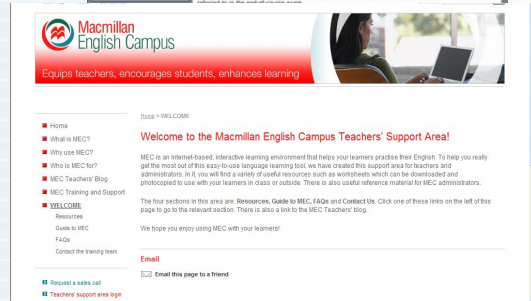 Macmillan
English Campus
Equips teachers, encourages students, enhances learning
Home
What is MEC?
Why use MEC?
Who is MEC for?
MEC Teachers' Blog
MEC Training and Support
WELCOME
Resources
Guide to MEC
FAQs
Contact the training team
Request a sales call
Teachers' support area login
Home > WELCOME
Welcome to the Macmillan English Campus Teachers' Support Area!
MEC is an internet-based, interactive learning environment that helps your learners practise their English. To help you really
get the most out of this easy-to-use language learning tool, we have created this support area for teachers and
administrators. In it, you will find a variety of useful resources such as worksheets which can be downloaded and
photocopied to use with your learners in class or outside. There is also useful reference material for MEC administrators.
The four sections in this area are: Resources, Guide to MEC, FAQs and Contact Us. Click one of these links on the left of this
page to go to the relevant section. There is also a link to the MEC Teachers' blog.
We hope you enjoy using MEC with your learners!
Email
Email this page to a friend